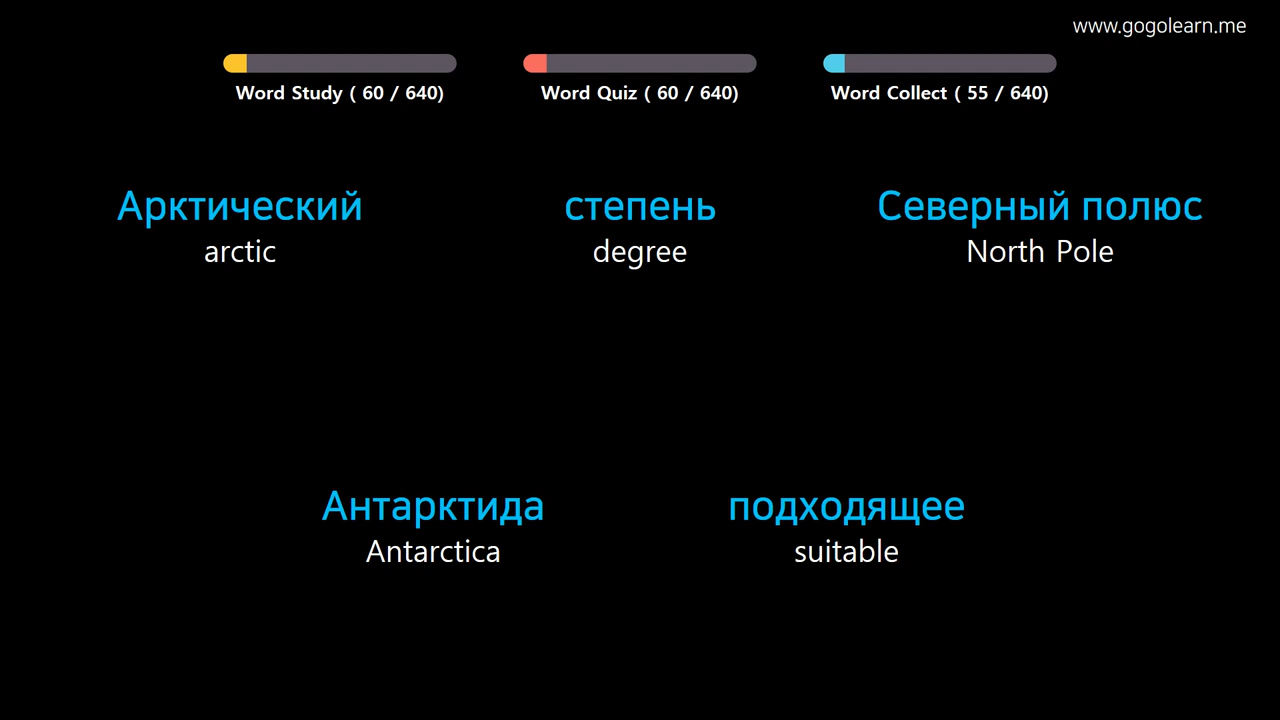 www.gogolearn.me
Word Study ( 60 / 640)
Word Quiz ( 60 / 640)
Word Collect ( 55 / 640)
Арктический
arctic
степень
degree
Северный полюс
North Pole
Антарктида
Antarctica
подходящее
suitable